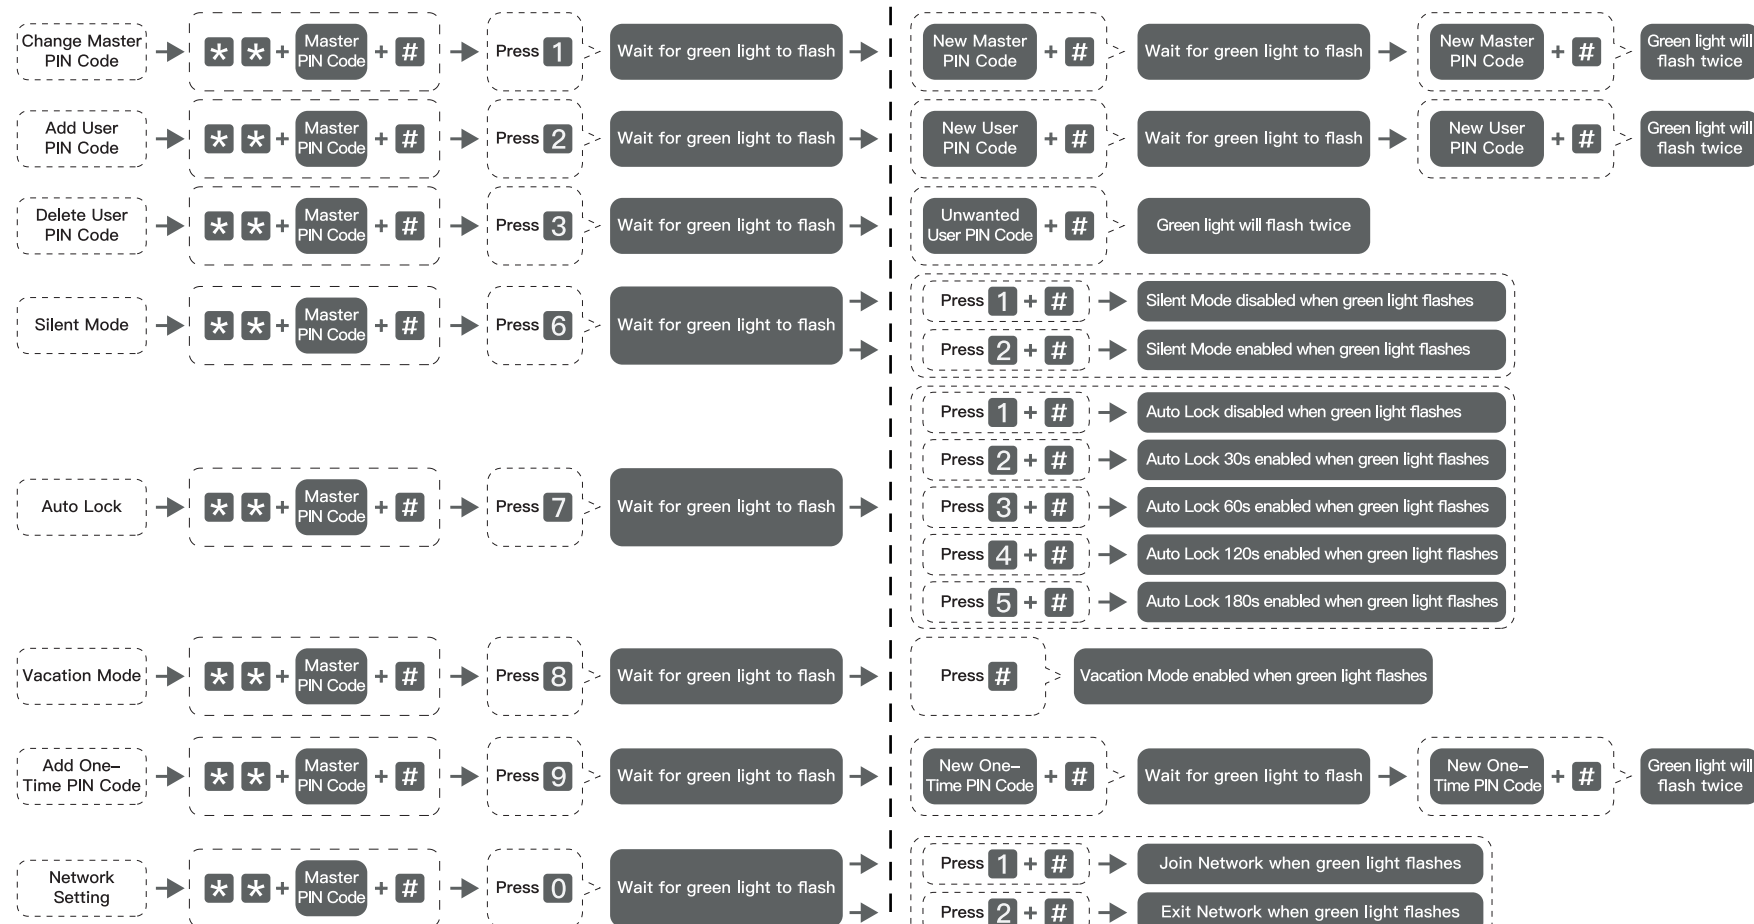 Change Master
PIN Code
* * + Master
PIN Code + #
Press 1
Wait for green light to flash
New Master
PIN Code + #
Wait for green light to flash
New Master
PIN Code + #
Green light will
flash twice
Add User
PIN Code
* * + Master
PIN Code + #
Press 2
Wait for green light to flash
New User
PIN Code + #
Wait for green light to flash
New User
PIN Code + #
Green light will
flash twice
Delete User
PIN Code
* * + Master
PIN Code + #
Press 3
Wait for green light to flash
Unwanted
User PIN Code + #
Green light will flash twice
Silent Mode
* * + Master
PIN Code + #
Press 6
Wait for green light to flash
Press 1 + #
Silent Mode disabled when green light flashes
Press 2 + #
Silent Mode enabled when green light flashes
Auto Lock
* * + Master
PIN Code + #
Press 7
Wait for green light to flash
Press 1 + #
Auto Lock disabled when green light flashes
Press 2 + #
Auto Lock 30s enabled when green light flashes
Press 3 + #
Auto Lock 60s enabled when green light flashes
Press 4 + #
Auto Lock 120s enabled when green light flashes
Press 5 + #
Auto Lock 180s enabled when green light flashes
Vacation Mode
* * + Master
PIN Code + #
Press 8
Wait for green light to flash
Press #
Vacation Mode enabled when green light flashes
Add One–
Time PIN Code
* * + Master
PIN Code + #
Press 9
Wait for green light to flash
New One–
Time PIN Code + #
Wait for green light to flash
New One–
Time PIN Code + #
Green light will
flash twice
Network
Setting
* * + Master
PIN Code + #
Press 0
Wait for green light to flash
Press 1 + #
Join Network when green light flashes
Press 2 + #
Exit Network when green light flashes